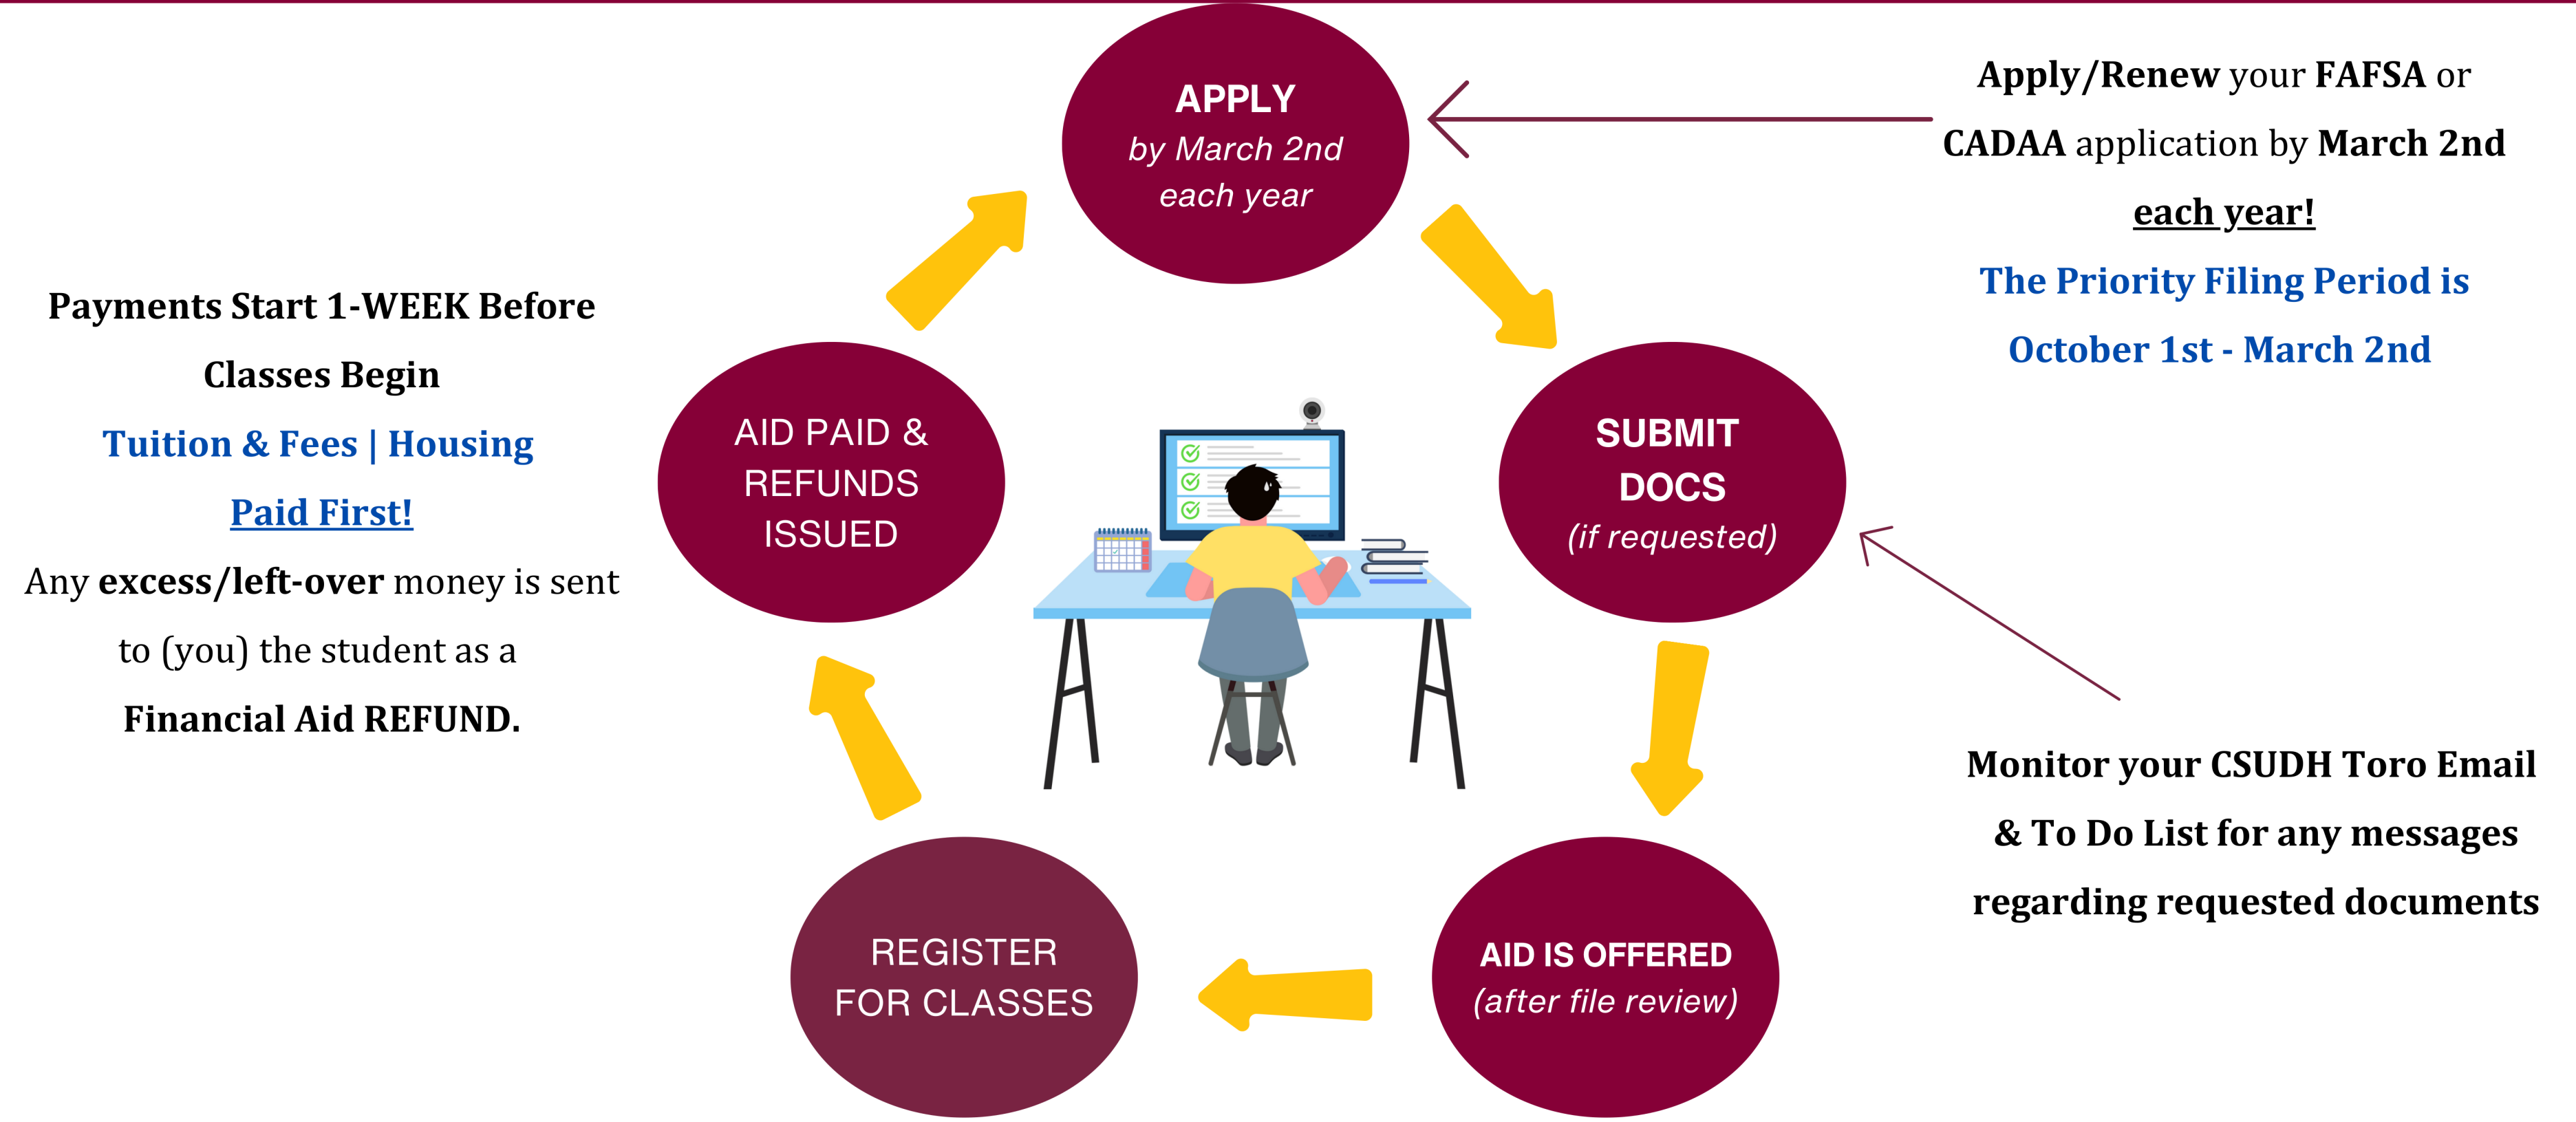 APPLY
by March 2nd
each year
Apply/Renew your FAFSA or
CADAA application by March 2nd
each year!
The Priority Filing Period is
October 1st - March 2nd
SUBMIT
DOCS
(if requested)
Monitor your CSUDH Toro Email
& To Do List for any messages
regarding requested documents
AID IS OFFERED
(after file review)
REGISTER
FOR CLASSES
AID PAID &
REFUNDS
ISSUED
Payments Start 1-WEEK Before
Classes Begin
Tuition & Fees | Housing
Paid First!
Any excess/left-over money is sent
to (you) the student as a
Financial Aid REFUND.